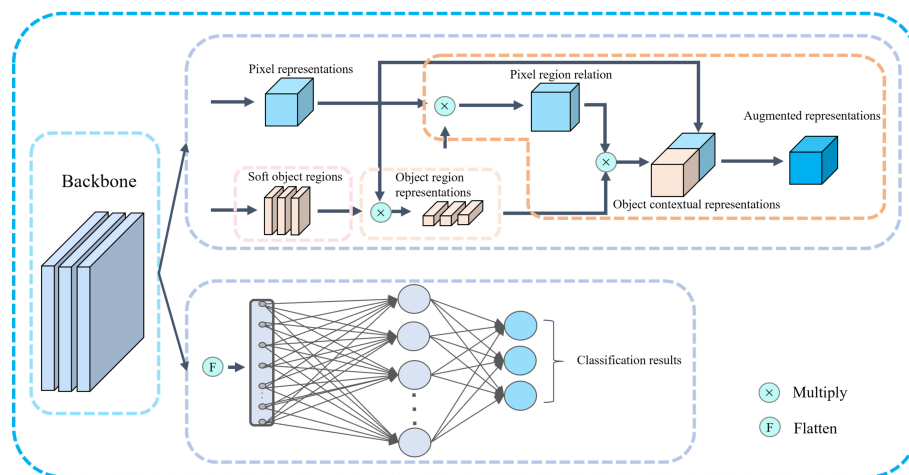 Pixel representations
Pixel region relation
Augmented representations
×
Backbone
Soft object regions
Object region
representations
×
×
Object contextual representations
F
Classification results
× Multiply
F Flatten